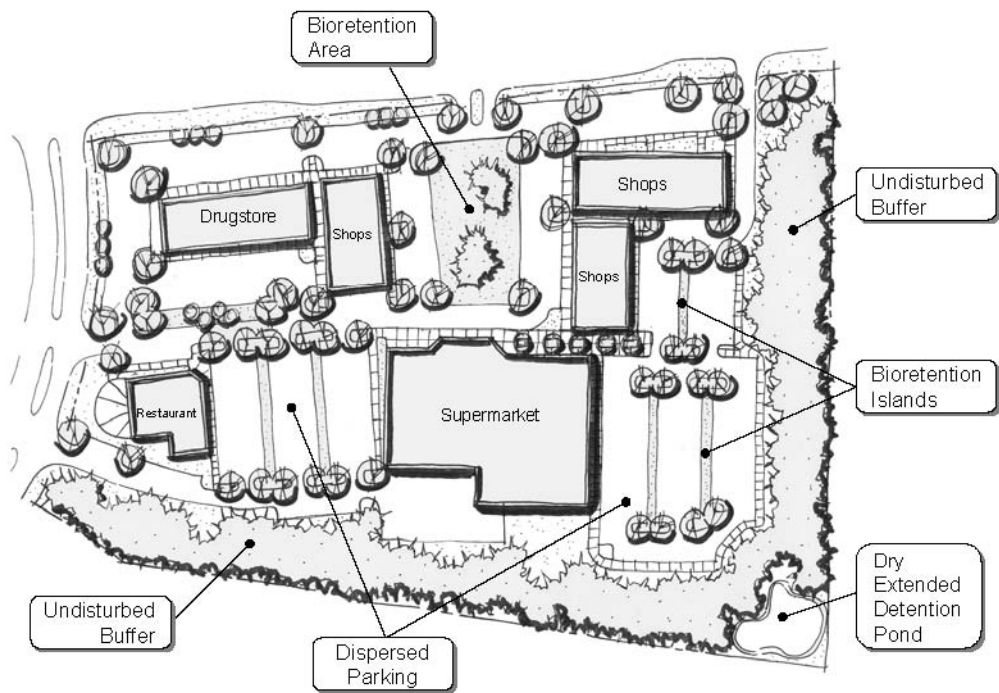 Bioretention
Area
Shops
Undisturbed
Buffer
Drugstore
Shops
Shops
Bioretention
Islands
Restaurant
Supermarket
Dry
Extended
Detention
Pond
Undisturbed
Buffer
Dispersed
Parking